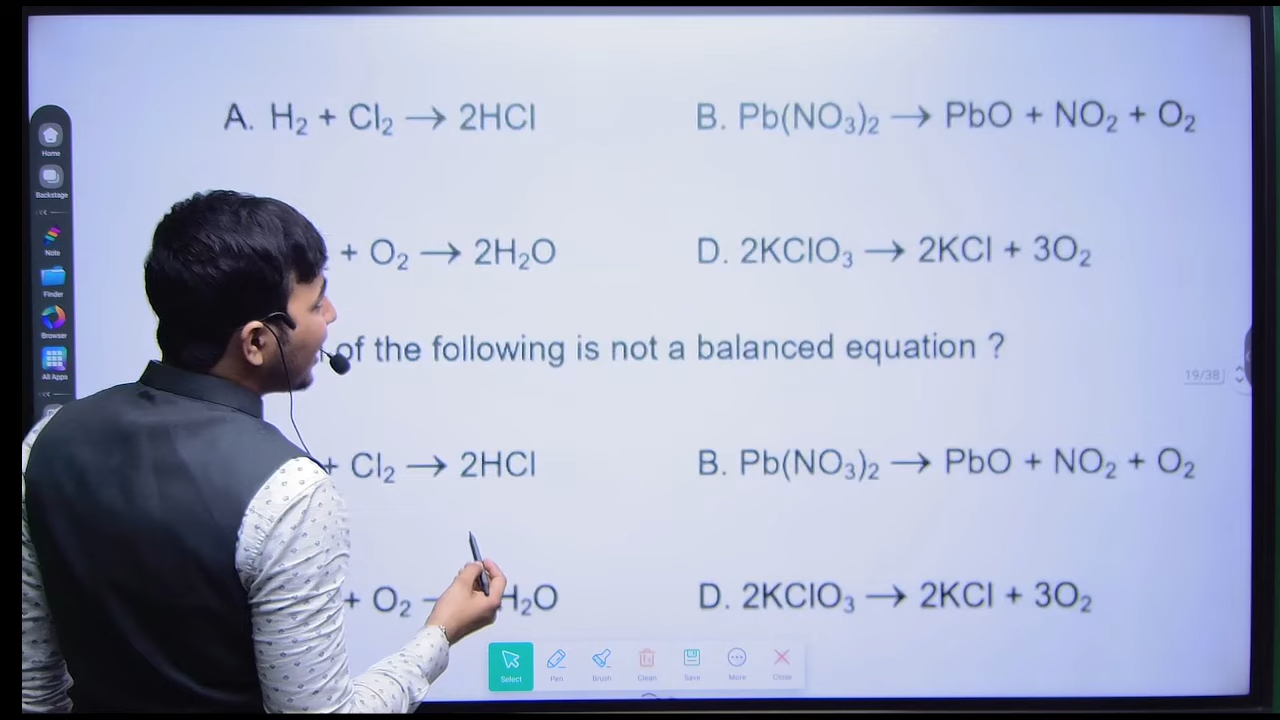 A. H₂ + Cl₂ → 2HCl
B. Pb(NO₃)₂ → PbO + NO₂ + O₂
+ O₂ → 2H₂O
D. 2KClO₃ → 2KCl + 3O₂
of the following is not a balanced equation ?
+ Cl₂ → 2HCl
B. Pb(NO₃)₂ → PbO + NO₂ + O₂
+ O₂ H₂O
D. 2KClO₃ → 2KCl + 3O₂
19/38
Home
Backstage
Note
Finder
Browser
All Apps
Select Pen Brush Clean Save More Close